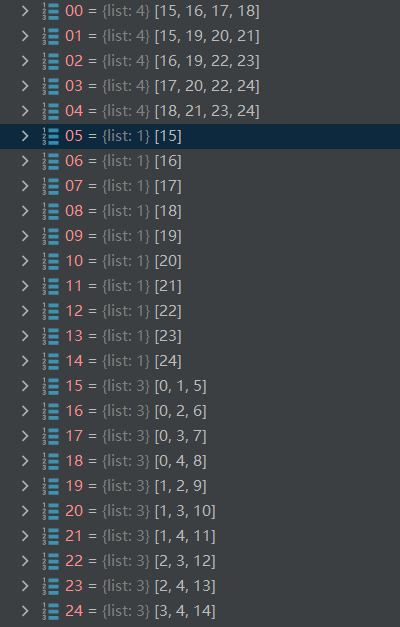 00 = {list: 4} [15, 16, 17, 18]
01 = {list: 4} [15, 19, 20, 21]
02 = {list: 4} [16, 19, 22, 23]
03 = {list: 4} [17, 20, 22, 24]
04 = {list: 4} [18, 21, 23, 24]
05 = {list: 1} [15]
06 = {list: 1} [16]
07 = {list: 1} [17]
08 = {list: 1} [18]
09 = {list: 1} [19]
10 = {list: 1} [20]
11 = {list: 1} [21]
12 = {list: 1} [22]
13 = {list: 1} [23]
14 = {list: 1} [24]
15 = {list: 3} [0, 1, 5]
16 = {list: 3} [0, 2, 6]
17 = {list: 3} [0, 3, 7]
18 = {list: 3} [0, 4, 8]
19 = {list: 3} [1, 2, 9]
20 = {list: 3} [1, 3, 10]
21 = {list: 3} [1, 4, 11]
22 = {list: 3} [2, 3, 12]
23 = {list: 3} [2, 4, 13]
24 = {list: 3} [3, 4, 14]